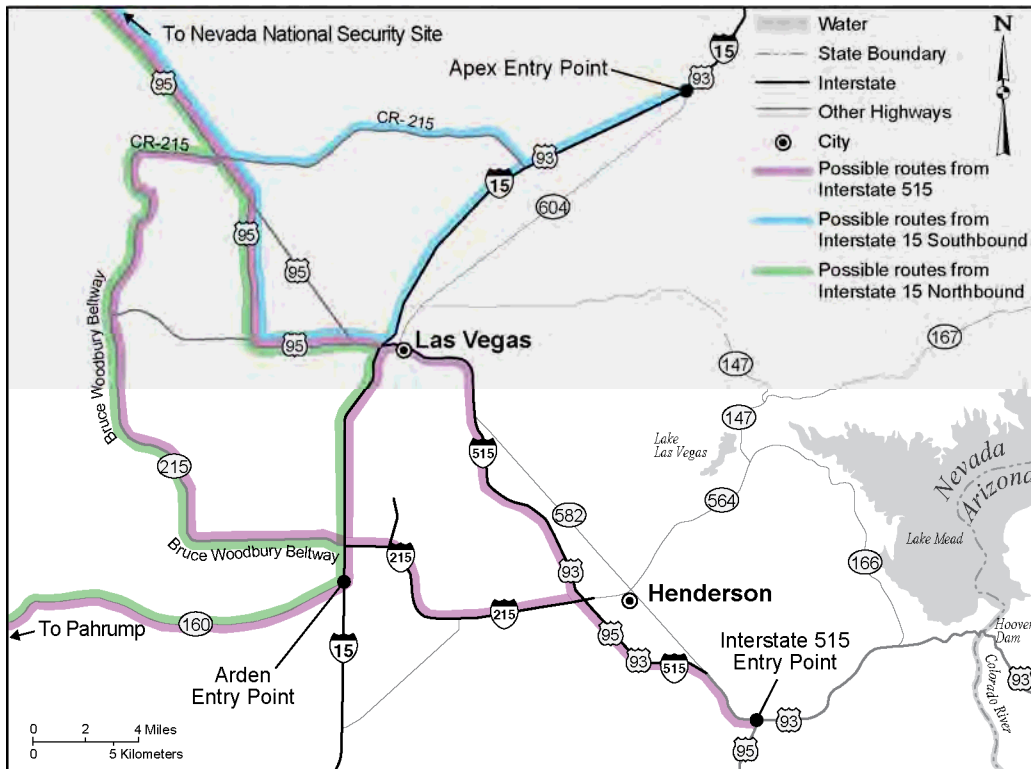 To Nevada National Security Site
95
15
93
Apex Entry Point
CR-215
CR-215
93
15
604
95
95
Bruce Woodbury Beltway
95
Las Vegas
167
147
147
Lake
Las Vegas
515
215
564
582
Nevada
Arizona
Lake Mead
166
Bruce Woodbury Beltway
Bruce Woodbury Beltway
215
93
215
Henderson
160
To Pahrump
15
Arden
Entry Point
95
93
515
Interstate 515
Entry Point
93
95
Hoover
Dam
93
Colorado River
Water
State Boundary
Interstate
Other Highways
City
Possible routes from
Interstate 515
Possible routes from
Interstate 15 Southbound
Possible routes from
Interstate 15 Northbound
N
0 2 4 Miles
0 5 Kilometers